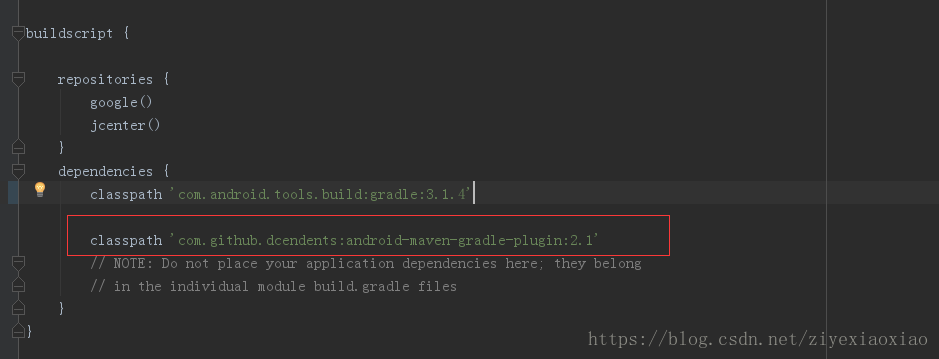 buildscript {
repositories {
google()
jcenter()
}
dependencies {
classpath 'com.android.tools.build:gradle:3.1.4'
classpath 'com.github.dcendents:android-maven-gradle-plugin:2.1'
// NOTE: Do not place your application dependencies here; they belong
// in the individual module build.gradle files
}
}
https://blog.csdn.net/ziyexiaoxiao